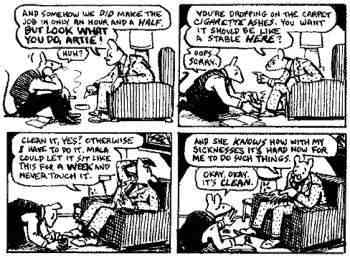 AND SOMEHOW WE DID MAKE THE
JOB IN ONLY AN HOUR AND A HALF.
BUT LOOK WHAT
YOU DO, ARTIE!
HUH?
YOU'RE DROPPING ON THE CARPET
CIGARETTE ASHES. YOU WANT
IT SHOULD BE LIKE
A STABLE HERE?
OOPS.
SORRY.
CLEAN IT, YES? OTHERWISE
I HAVE TO DO IT. MALA
COULD LET IT SIT LIKE
THIS FOR A WEEK AND
NEVER TOUCH IT.
AND SHE KNOWS HOW WITH MY
SICKNESSES IT'S HARD NOW FOR
ME TO DO SUCH THINGS.
OKAY, OKAY.
IT'S CLEAN.